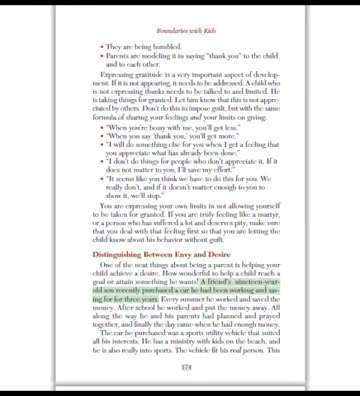 Boundaries with Kids
• They are being humbled.
• Parents are modeling it in saying "thank you" to the child
and to each other.
Expressing gratitude is a very important aspect of develop-
ment. If it is not appearing, it needs to be addressed. A child who
is not expressing thanks needs to be talked to and limited. He
is taking things for granted. Let him know that this is not appre-
ciated by others. Don't do this to impose guilt, but with the same
formula of sharing your feelings and your limits on giving:
• "When you're bossy with me, you'll get less."
• "When you say 'thank you,' you'll get more."
• "I will do something else for you when I get a feeling that
you appreciate what has already been done."
• "I don't do things for people who don't appreciate it. If it
does not matter to you, I'll save my effort."
• "It seems like you think we have to do this for you. We
really don't, and if it doesn't matter enough to you to
show it, we'll stop."
You are expressing your own limits in not allowing yourself
to be taken for granted. If you are truly feeling like a martyr,
or a person who has suffered a lot and deserves pity, make sure
that you deal with that feeling first so that you are letting the
child know about his behavior without guilt.
Distinguishing Between Envy and Desire
One of the neat things about being a parent is helping your
child achieve a desire. How wonderful to help a child reach a
goal or attain something he wants! A friend's nineteen-year-
old son recently purchased a car he had been working and sav-
ing for for three years. Every summer he worked and saved the
money. After school he worked and put the money away. All
along the way he and his parents had planned and prayed
together, and finally the day came when he had enough money.
The car he purchased was a sports utility vehicle that suited
all his interests. He has a ministry with kids on the beach, and
he is also really into sports. The vehicle fit his real person. This
174